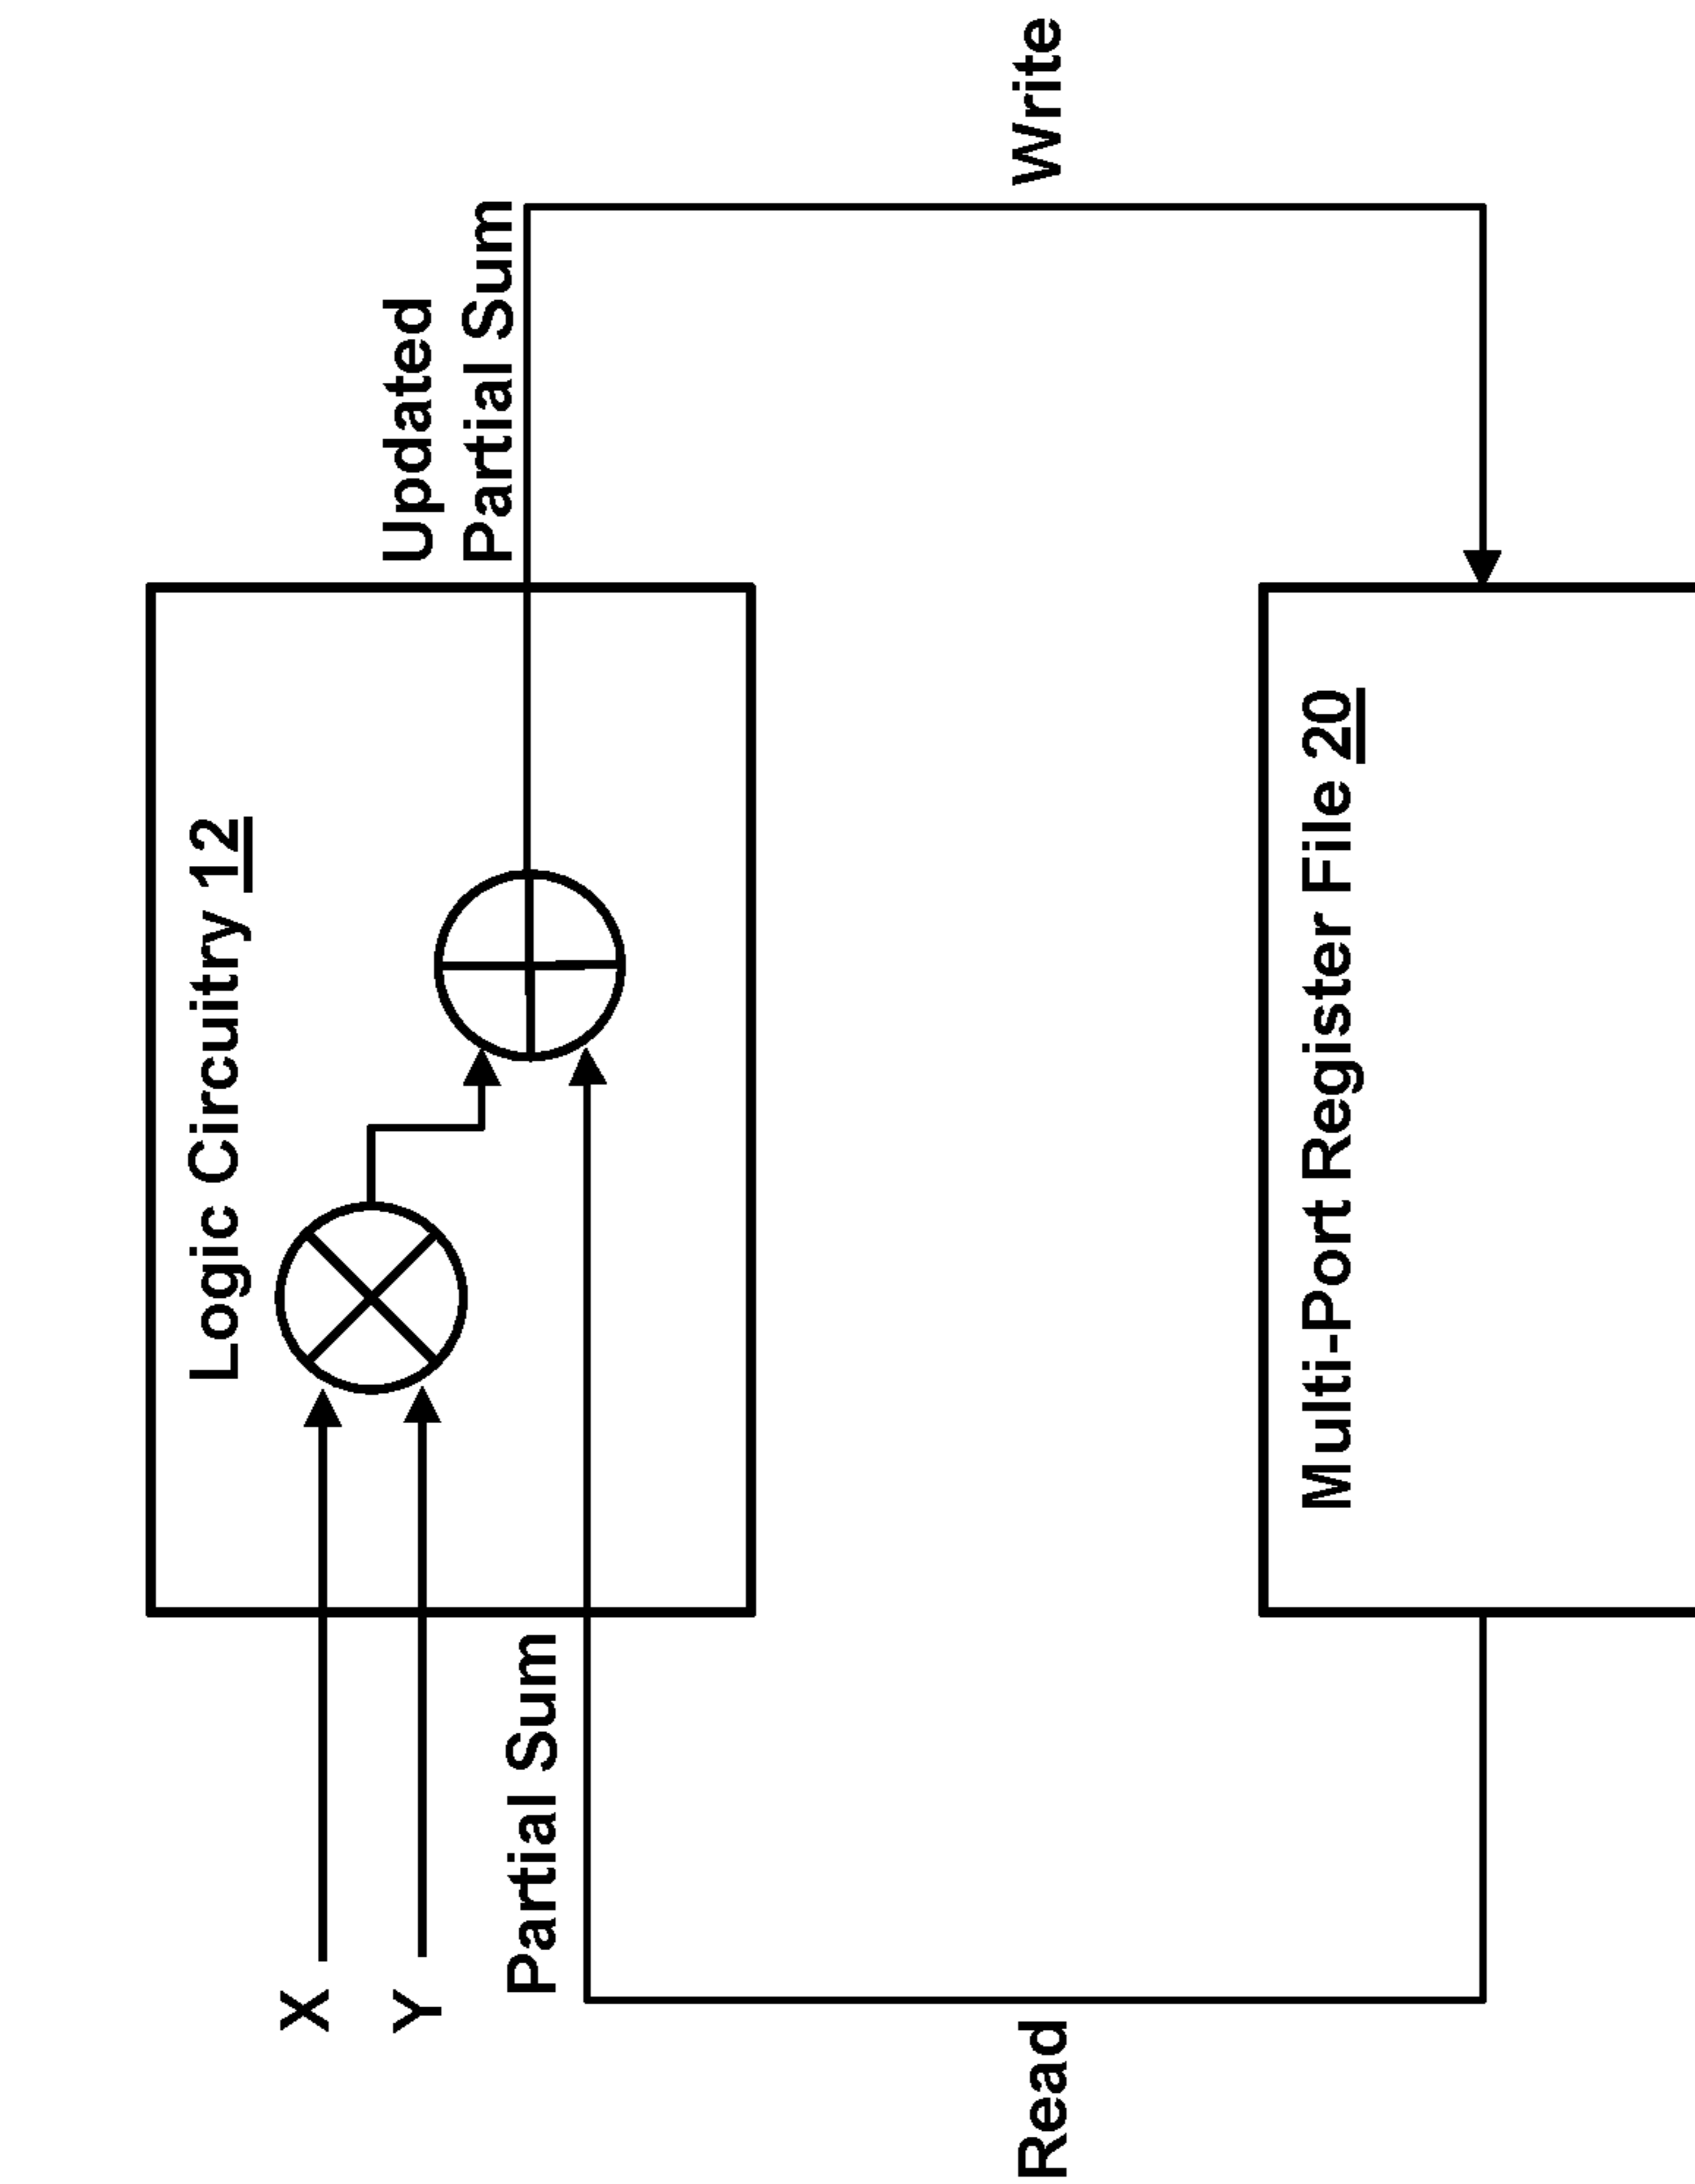 Logic Circuitry 12
X
Y
Partial Sum
Updated
Partial Sum
Read
Write
Multi-Port Register File 20